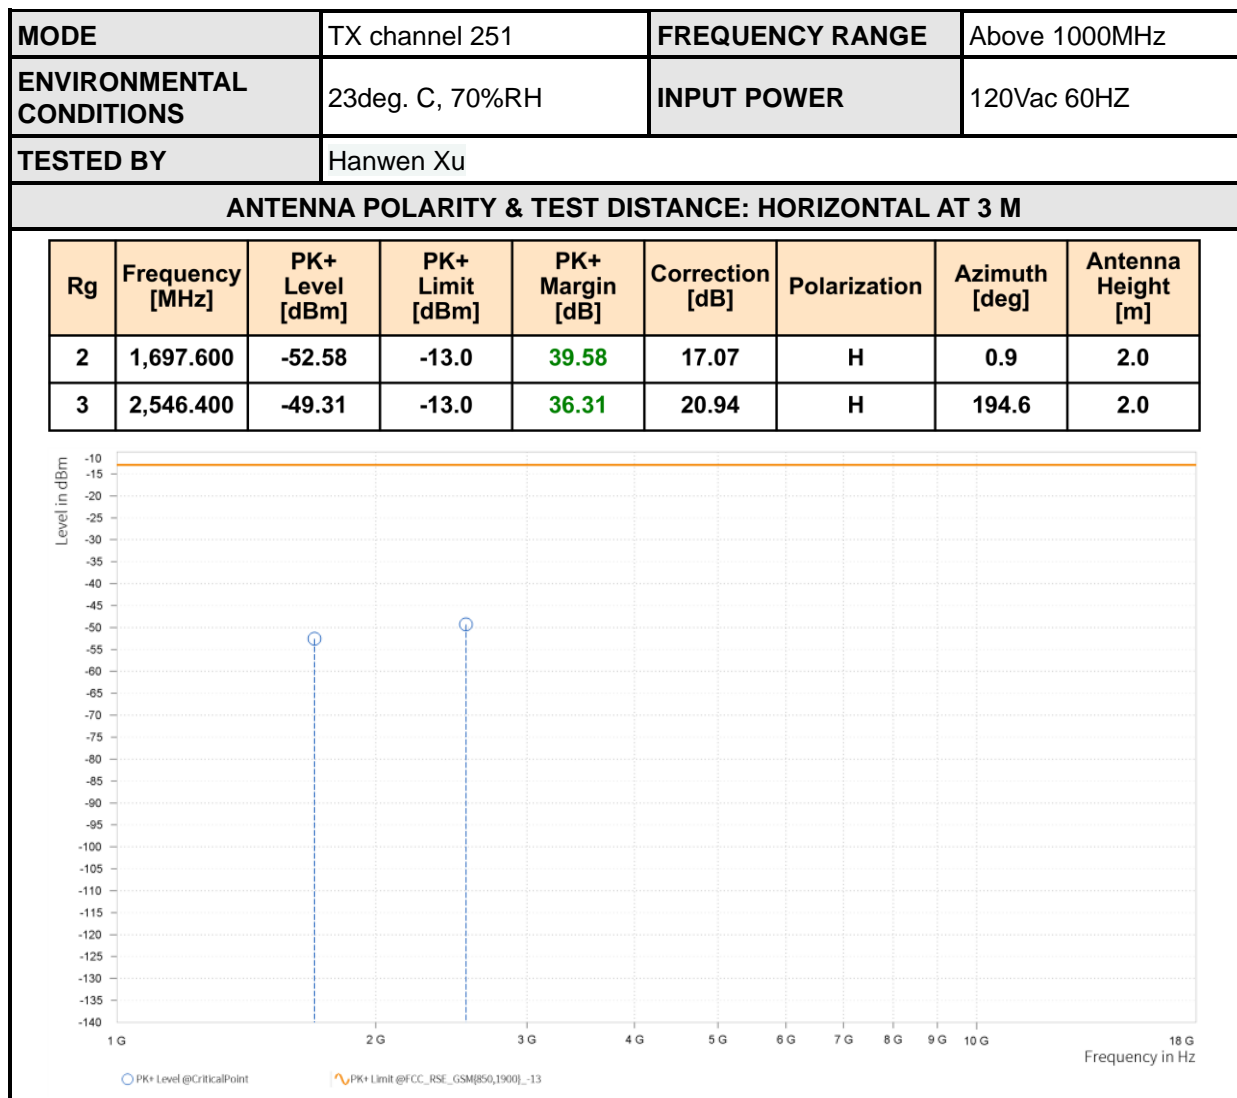 MODE TX channel 251 FREQUENCY RANGE Above 1000MHz
ENVIRONMENTAL CONDITIONS 23deg. C, 70%RH INPUT POWER 120Vac 60HZ
TESTED BY Hanwen Xu
ANTENNA POLARITY & TEST DISTANCE: HORIZONTAL AT 3 M
Rg Frequency [MHz] PK+ Level [dBm] PK+ Limit [dBm] PK+ Margin [dB] Correction [dB] Polarization Azimuth [deg] Antenna Height [m]
2 1,697.600 -52.58 -13.0 39.58 17.07 H 0.9 2.0
3 2,546.400 -49.31 -13.0 36.31 20.94 H 194.6 2.0
Level in dBm
-10
-15
-20
-25
-30
-35
-40
-45
-50
-55
-60
-65
-70
-75
-80
-85
-90
-95
-100
-105
-110
-115
-120
-125
-130
-135
-140
1 G 2 G 3 G 4 G 5 G 6 G 7 G 8 G 9 G 10 G 18 G
Frequency in Hz
PK+ Level @CriticalPoint PK+ Limit @FCC_RSE_GSM(850,1900)_-13